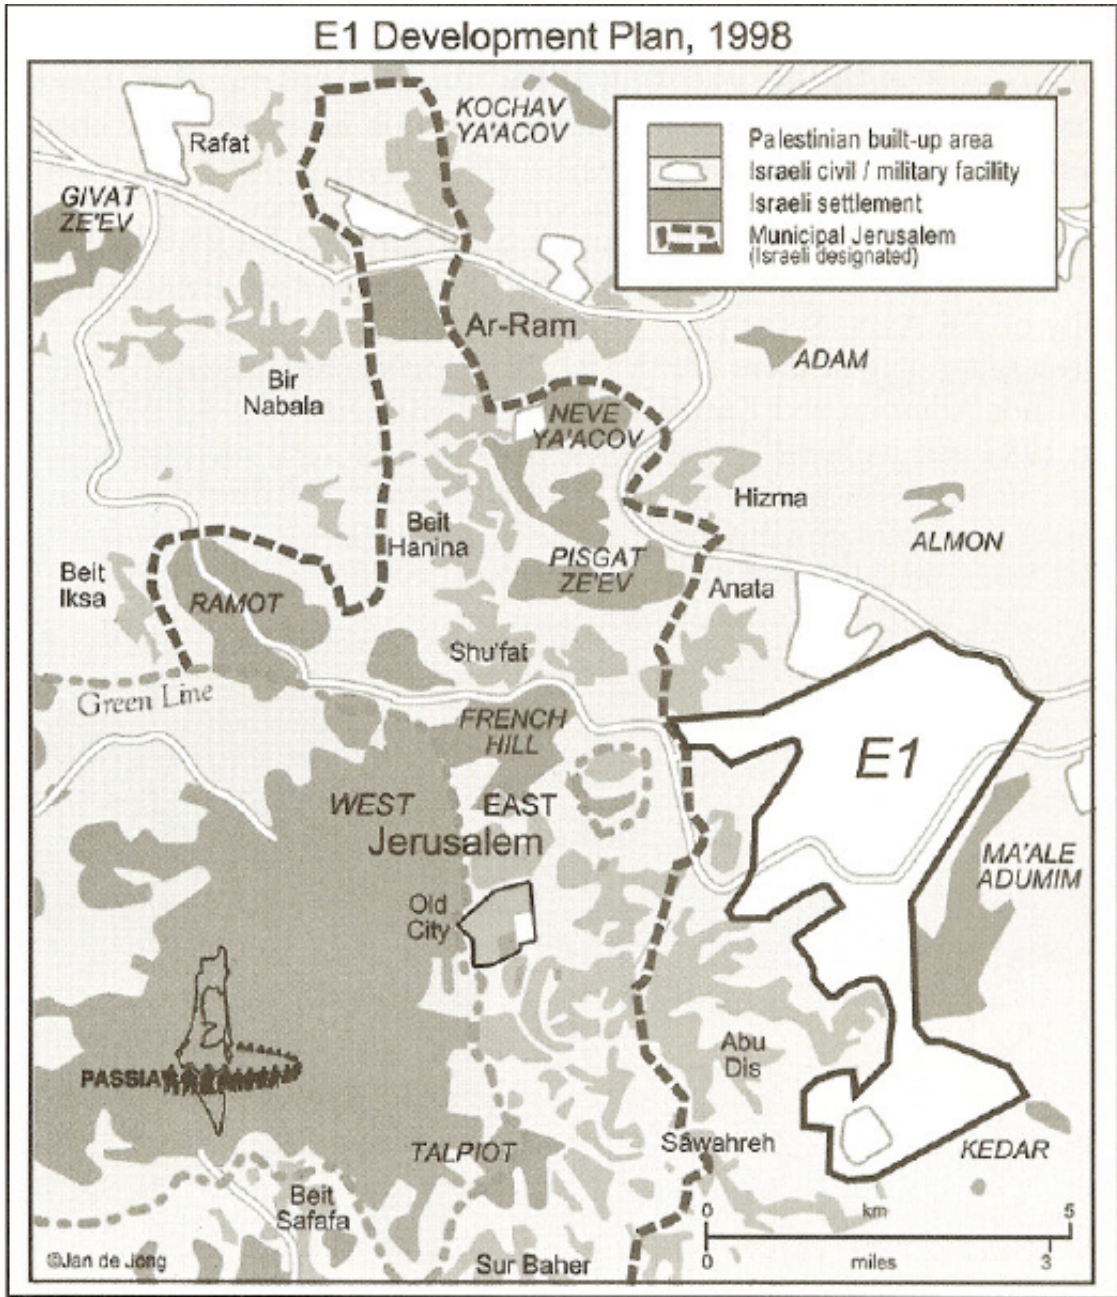 E1 Development Plan, 1998
KOCHAV
YA'ACOV
Rafat
Palestinian built-up area
Israeli civil / military facility
Israeli settlement
Municipal Jerusalem
(Israeli designated)
GIVAT
ZE'EV
Ar-Ram
ADAM
Bir
Nabala
NEVE
YA'ACOV
Hizma
Beit
Hanina
ALMON
PISGAT
ZE'EV
Beit
Iksa
RAMOT
Anata
Shu'fat
Green Line
FRENCH
HILL
E1
WEST
EAST
Jerusalem
MA'ALE
ADUMIM
Old
City
Abu
Dis
PASSIA
TALPIOT
Sawahreh
KEDAR
Beit
Safafa
0 km 5
0 miles 3
©Jan de Jong
Sur Baher